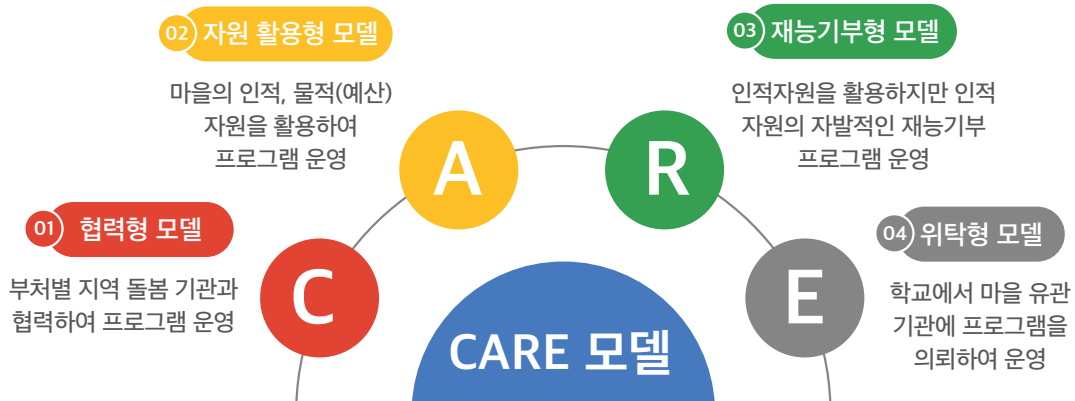 01 협력형 모델
부처별 지역 돌봄 기관과
협력하여 프로그램 운영
C
02 자원 활용형 모델
마을의 인적, 물적(예산)
자원을 활용하여
프로그램 운영
A
03 재능기부형 모델
인적자원을 활용하지만 인적
자원의 자발적인 재능기부
프로그램 운영
R
04 위탁형 모델
학교에서 마을 유관
기관에 프로그램을
의뢰하여 운영
E
CARE 모델